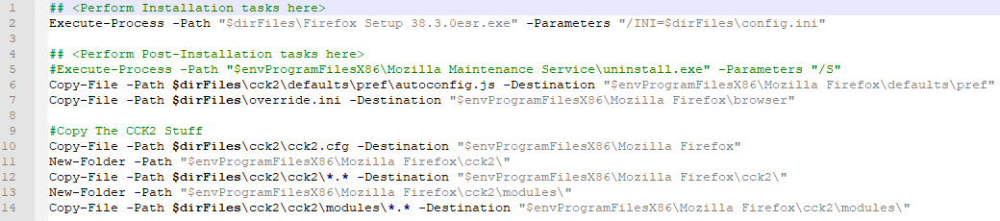 1 ## <Perform Installation tasks here>
2 Execute-Process -Path "$dirFiles\Firefox Setup 38.3.0esr.exe" -Parameters "/INI=$dirFiles\config.ini"
3
4 ## <Perform Post-Installation tasks here>
5 #Execute-Process -Path "$envProgramFilesX86\Mozilla Maintenance Service\uninstall.exe" -Parameters "/S"
6 Copy-File -Path $dirFiles\cck2\defaults\pref\autoconfig.js -Destination "$envProgramFilesX86\Mozilla Firefox\defaults\pref"
7 Copy-File -Path $dirFiles\override.ini -Destination "$envProgramFilesX86\Mozilla Firefox\browser"
8
9 #Copy The CCK2 Stuff
10 Copy-File -Path $dirFiles\cck2\cck2.cfg -Destination "$envProgramFilesX86\Mozilla Firefox"
11 New-Folder -Path "$envProgramFilesX86\Mozilla Firefox\cck2\"
12 Copy-File -Path $dirFiles\cck2\cck2\*.* -Destination "$envProgramFilesX86\Mozilla Firefox\cck2\"
13 New-Folder -Path "$envProgramFilesX86\Mozilla Firefox\cck2\modules\"
14 Copy-File -Path $dirFiles\cck2\cck2\modules\*.* -Destination "$envProgramFilesX86\Mozilla Firefox\cck2\modules\"